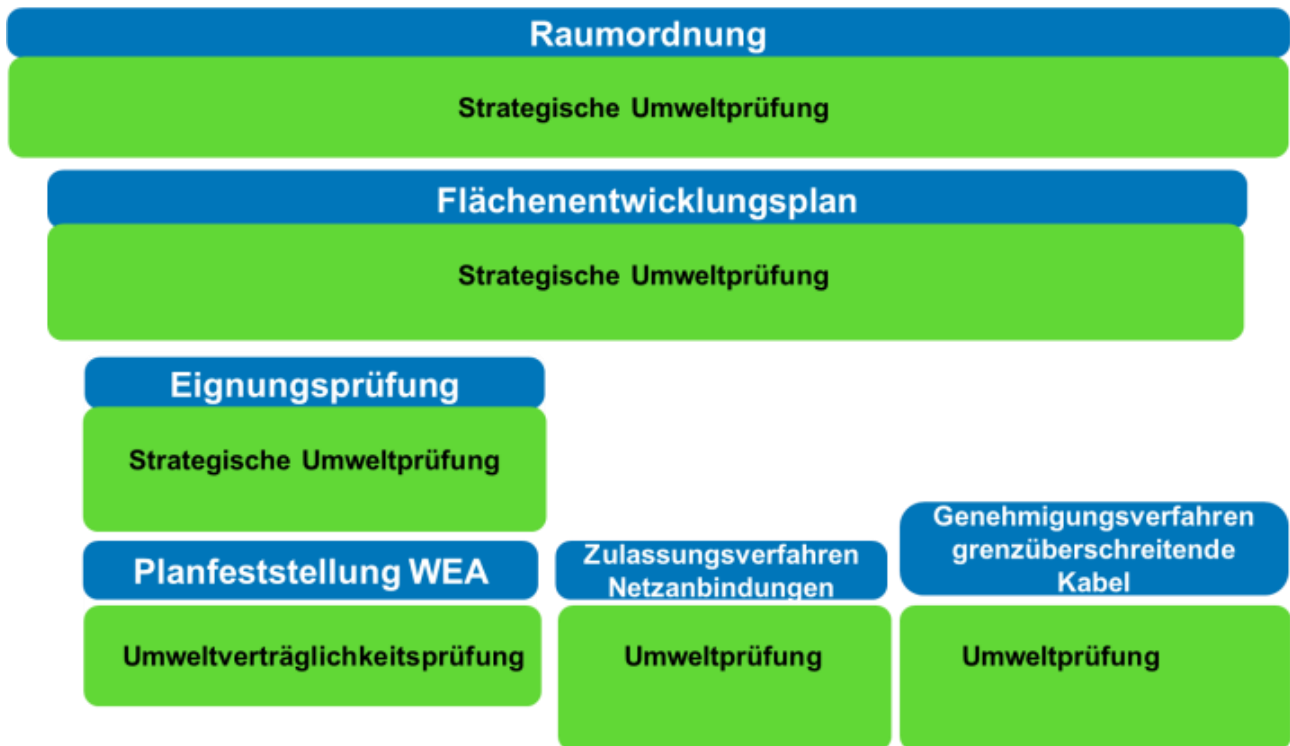 Raumordnung
Strategische Umweltprüfung
Flächenentwicklungsplan
Strategische Umweltprüfung
Eignungsprüfung
Strategische Umweltprüfung
Planfeststellung WEA
Umweltverträglichkeitsprüfung
Zulassungsverfahren
Netzanbindungen
Umweltprüfung
Genehmigungsverfahren
grenzüberschreitende
Kabel
Umweltprüfung